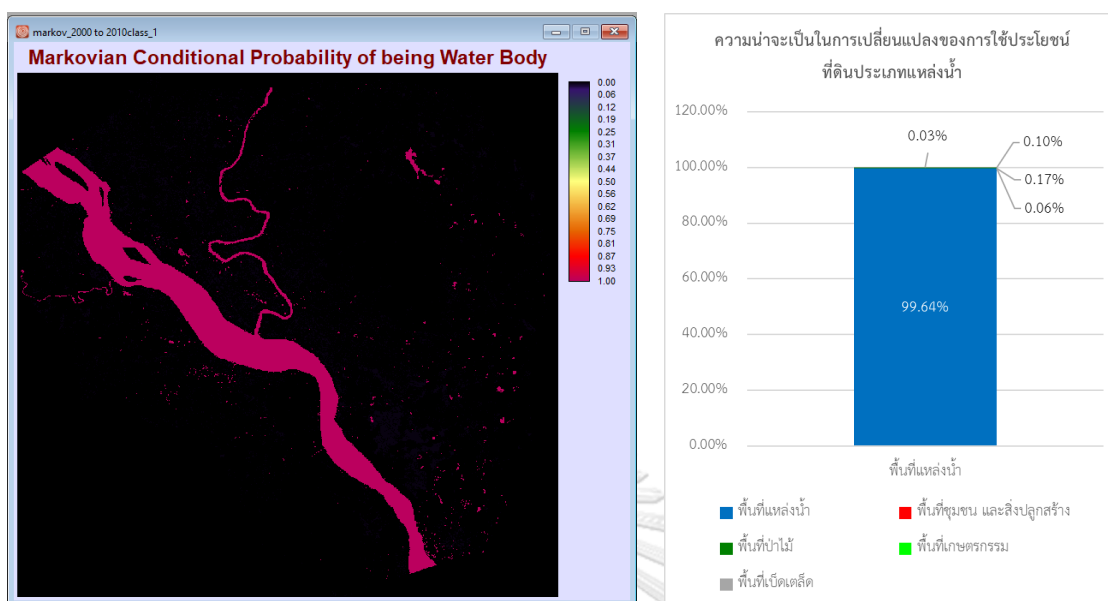 markov_2000 to 2010class_1
Markovian Conditional Probability of being Water Body
0.00
0.06
0.12
0.19
0.25
0.31
0.37
0.44
0.50
0.56
0.62
0.69
0.75
0.81
0.87
0.93
1.00
ความน่าจะเป็นในการเปลี่ยนแปลงของการใช้ประโยชน์
ที่ดินประเภทแหล่งน้ำ
120.00%
100.00%
80.00%
60.00%
40.00%
20.00%
0.00%
0.03%
0.10%
0.17%
0.06%
99.64%
พื้นที่แหล่งน้ำ
พื้นที่แหล่งน้ำ
พื้นที่ชุมชน และสิ่งปลูกสร้าง
พื้นที่ป่าไม้
พื้นที่เกษตรกรรม
พื้นที่เบ็ดเตล็ด